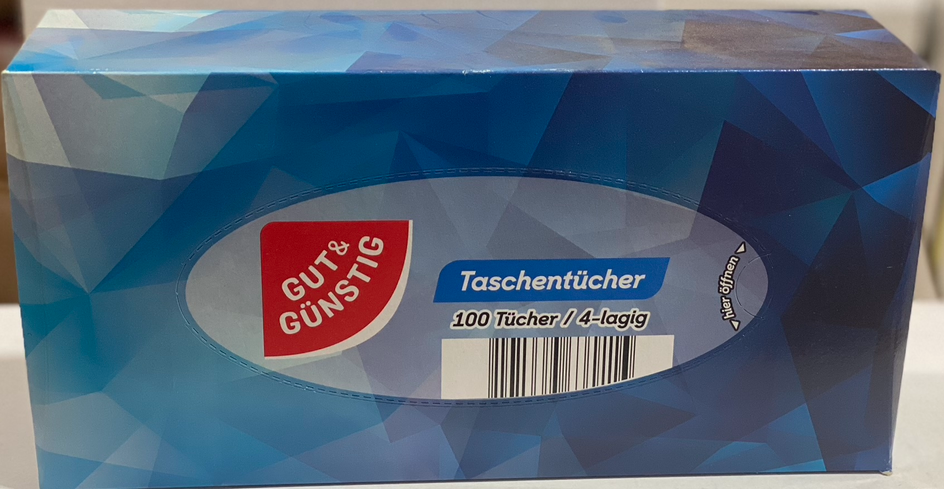 GUT&
GÜNSTIG
Taschentücher
100 Tücher / 4-lagig
hier öffnen